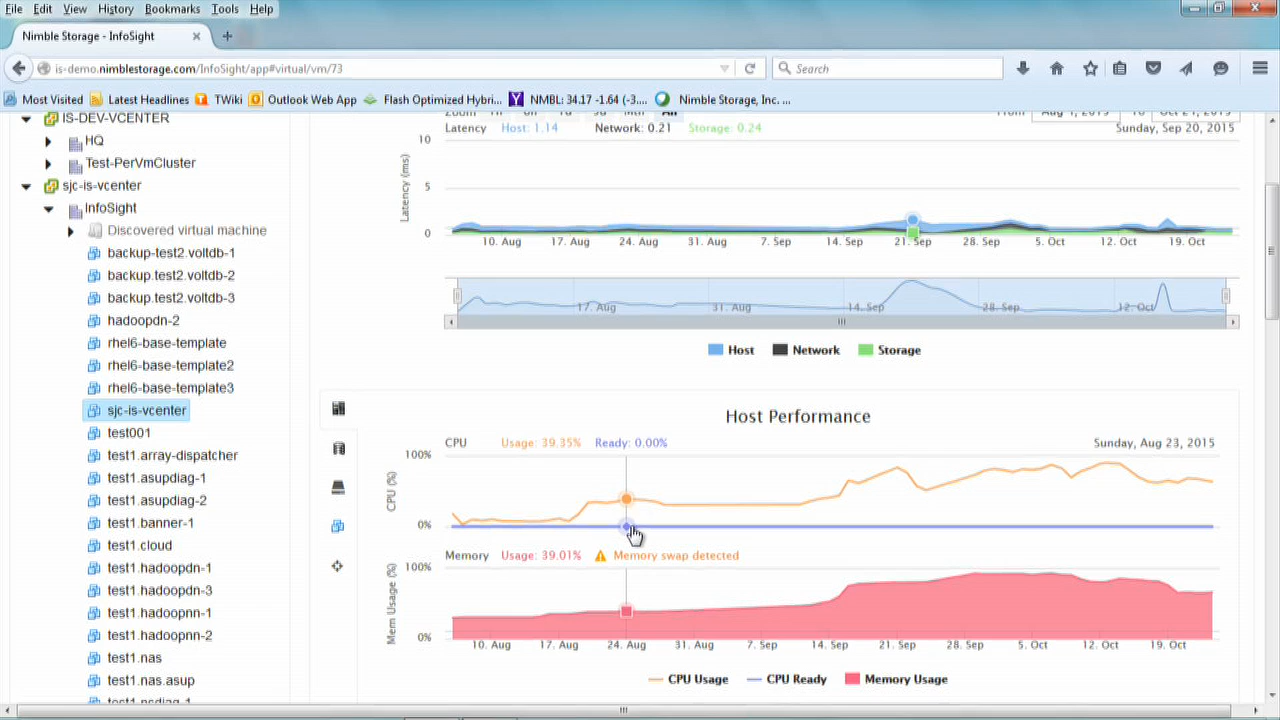 File Edit View History Bookmarks Tools Help
Nimble Storage - InfoSight
is-demo.nimblestorage.com/InfoSight/app#virtual/vm/73
Search
Most Visited Latest Headlines TWiki Outlook Web App Flash Optimized Hybri... NMBL: 34.17 -1.64 (-3.... Nimble Storage, Inc. ...
IS-DEV-VCENTER
HQ
Test-PerVmCluster
sjc-is-vcenter
InfoSight
Discovered virtual machine
backup-test2.voltdb-1
backup.test2.voltdb-2
backup.test2.voltdb-3
hadoopdn-2
rhel6-base-template
rhel6-base-template2
rhel6-base-template3
sjc-is-vcenter
test001
test1.array-dispatcher
test1.asupdiag-1
test1.asupdiag-2
test1.banner-1
test1.cloud
test1.hadoopdn-1
test1.hadoopdn-3
test1.hadoopnn-1
test1.hadoopnn-2
test1.nas
test1.nas.asup
Zoom All From To
Latency Host: 1.14 Network: 0.21 Storage: 0.24 Sunday, Sep 20, 2015
10
5
0
Latency (ms)
10. Aug 17. Aug 24. Aug 31. Aug 7. Sep 14. Sep 21. Sep 28. Sep 5. Oct 12. Oct 19. Oct
17. Aug 31. Aug 14. Sep 28. Sep 12. Oct
Host Network Storage
Host Performance
CPU Usage: 39.35% Ready: 0.00% Sunday, Aug 23, 2015
100%
0%
CPU (%)
Memory Usage: 39.01% Memory swap detected
100%
0%
Mem Usage (%)
10. Aug 17. Aug 24. Aug 31. Aug 7. Sep 14. Sep 21. Sep 28. Sep 5. Oct 12. Oct 19. Oct
CPU Usage CPU Ready Memory Usage